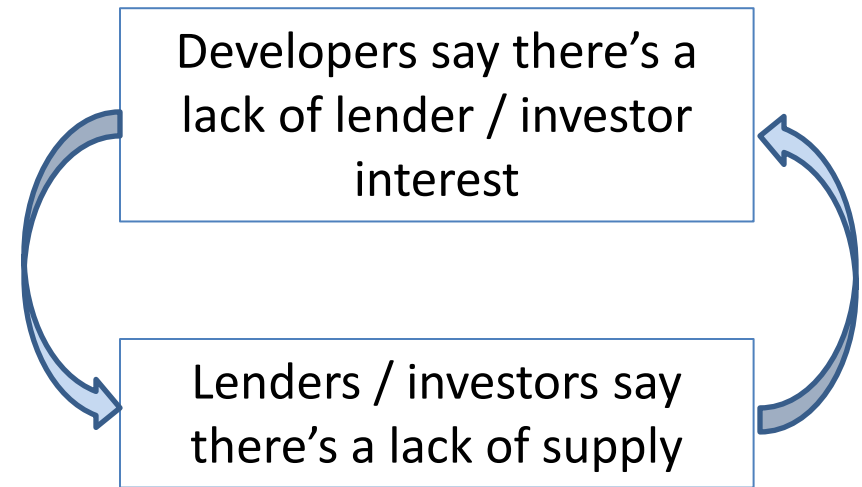 Developers say there’s a
lack of lender / investor
interest
Lenders / investors say
there’s a lack of supply